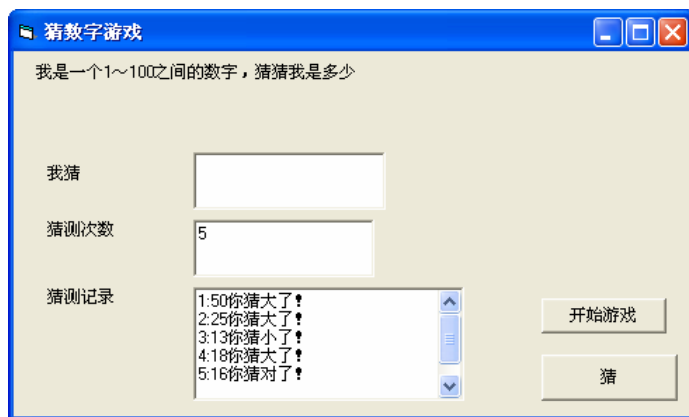 猜数字游戏
我是一个1～100之间的数字，猜猜我是多少
我猜
猜测次数
5
猜测记录
1:50你猜大了！
2:25你猜大了！
3:13你猜小了！
4:18你猜大了！
5:16你猜对了！
开始游戏
猜